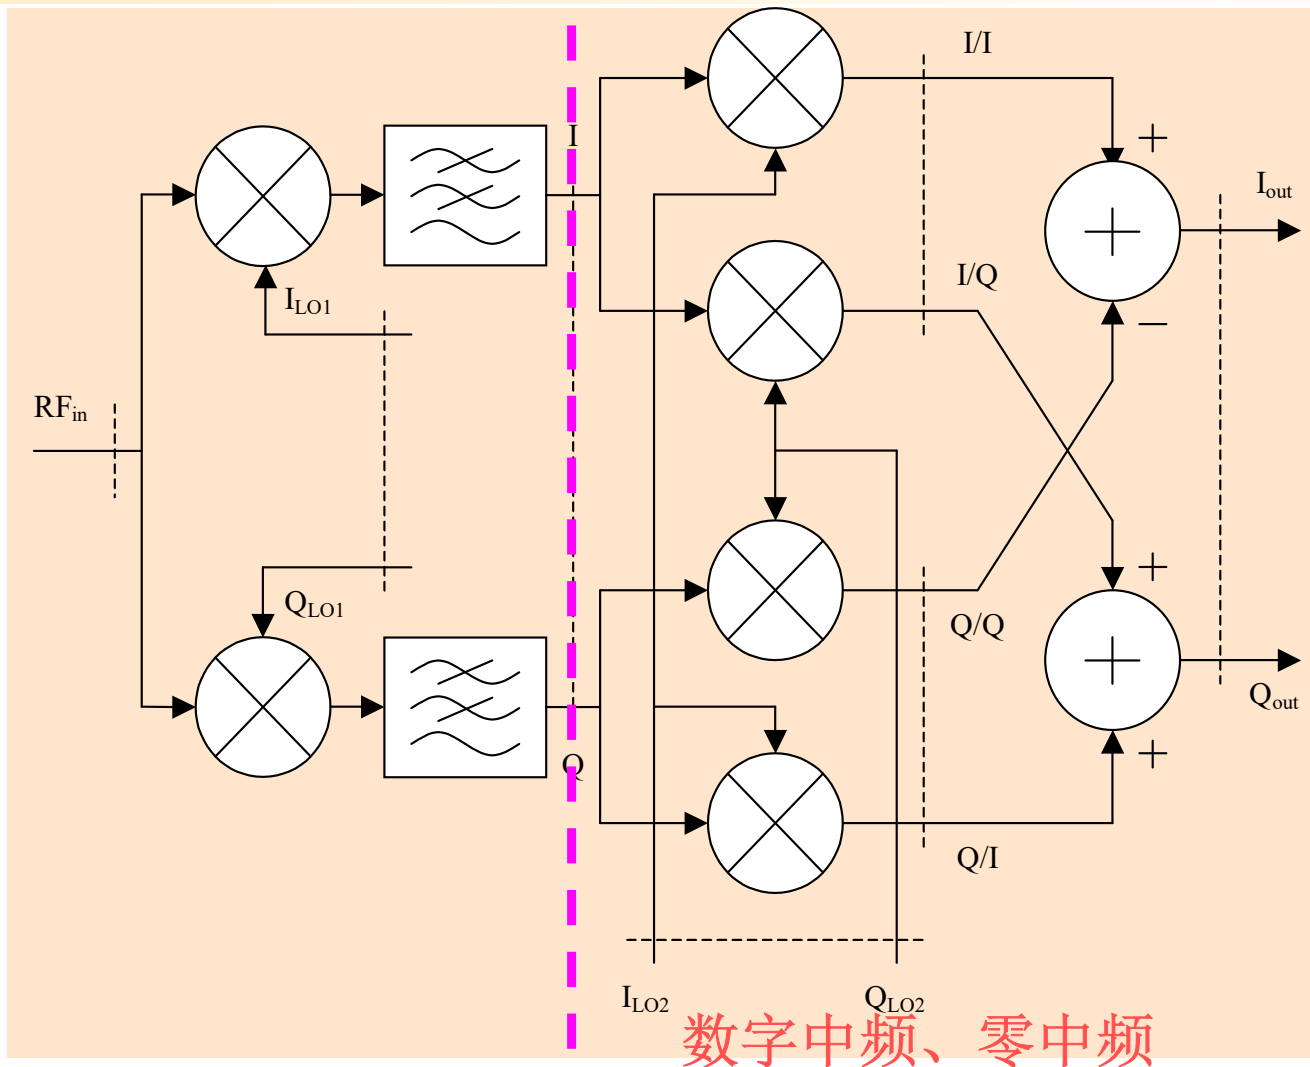 I/I
+
I
I_out
I/Q
I_LO1
−
RF_in
+
Q_LO1
Q/Q
Q_out
+
Q
Q/I
I_LO2
Q_LO2
数字中频、零中频